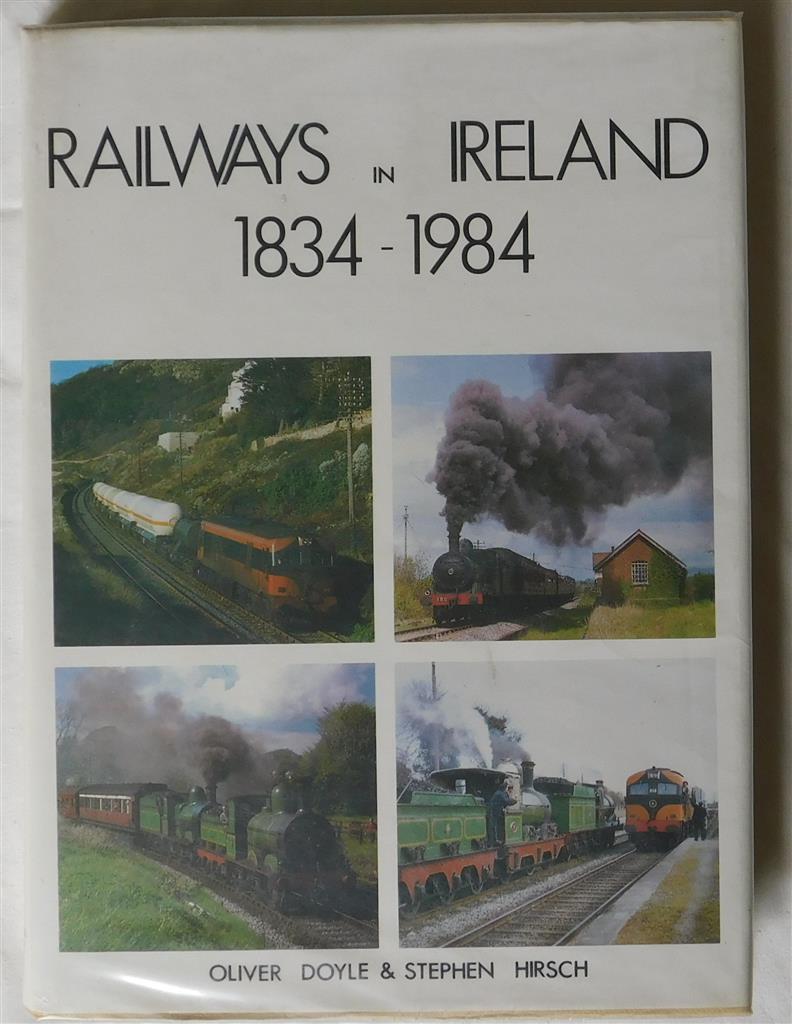 RAILWAYS IN IRELAND
1834 - 1984
OLIVER DOYLE & STEPHEN HIRSCH